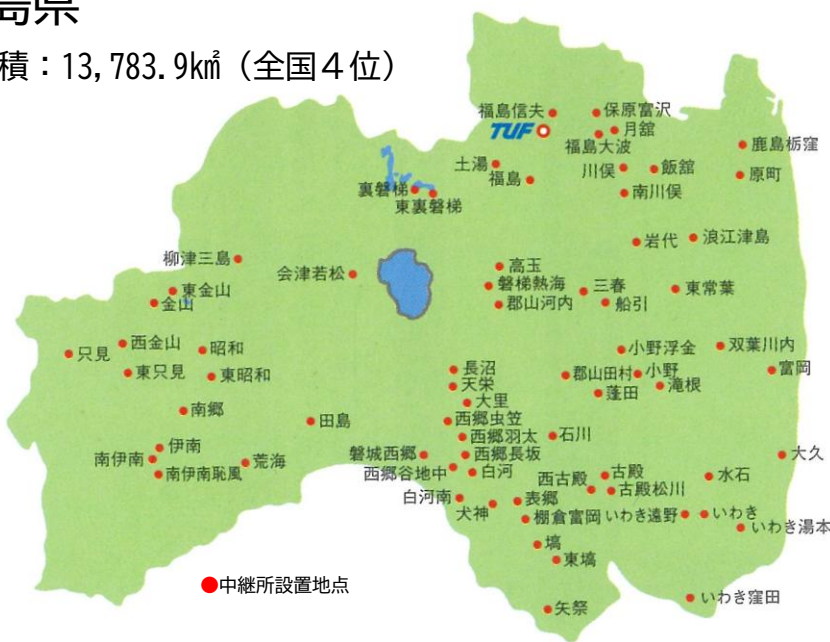 島県
積：13,783.9㎢（全国４位）
福島信夫
保原富沢
TUF
月舘
福島大波
鹿島栃窪
土湯
福島
川俣
飯舘
原町
裏磐梯
東裏磐梯
南川俣
岩代
浪江津島
柳津三島
会津若松
高玉
磐梯熱海
三春
東常葉
東金山
金山
郡山河内
船引
只見
西金山
昭和
小野浮金
双葉川内
東只見
東昭和
長沼
郡山田村
小野
富岡
天栄
蓬田
滝根
南郷
大里
田島
西郷虫笠
西郷羽太
石川
伊南
磐城西郷
西郷長坂
大久
南伊南
荒海
西郷谷地中
白河
古殿
水石
南伊南恥風
西古殿
古殿松川
白河南
表郷
犬神
棚倉富岡
いわき遠野
いわき
いわき湯本
塙
東塙
●中継所設置地点
いわき窪田
矢祭